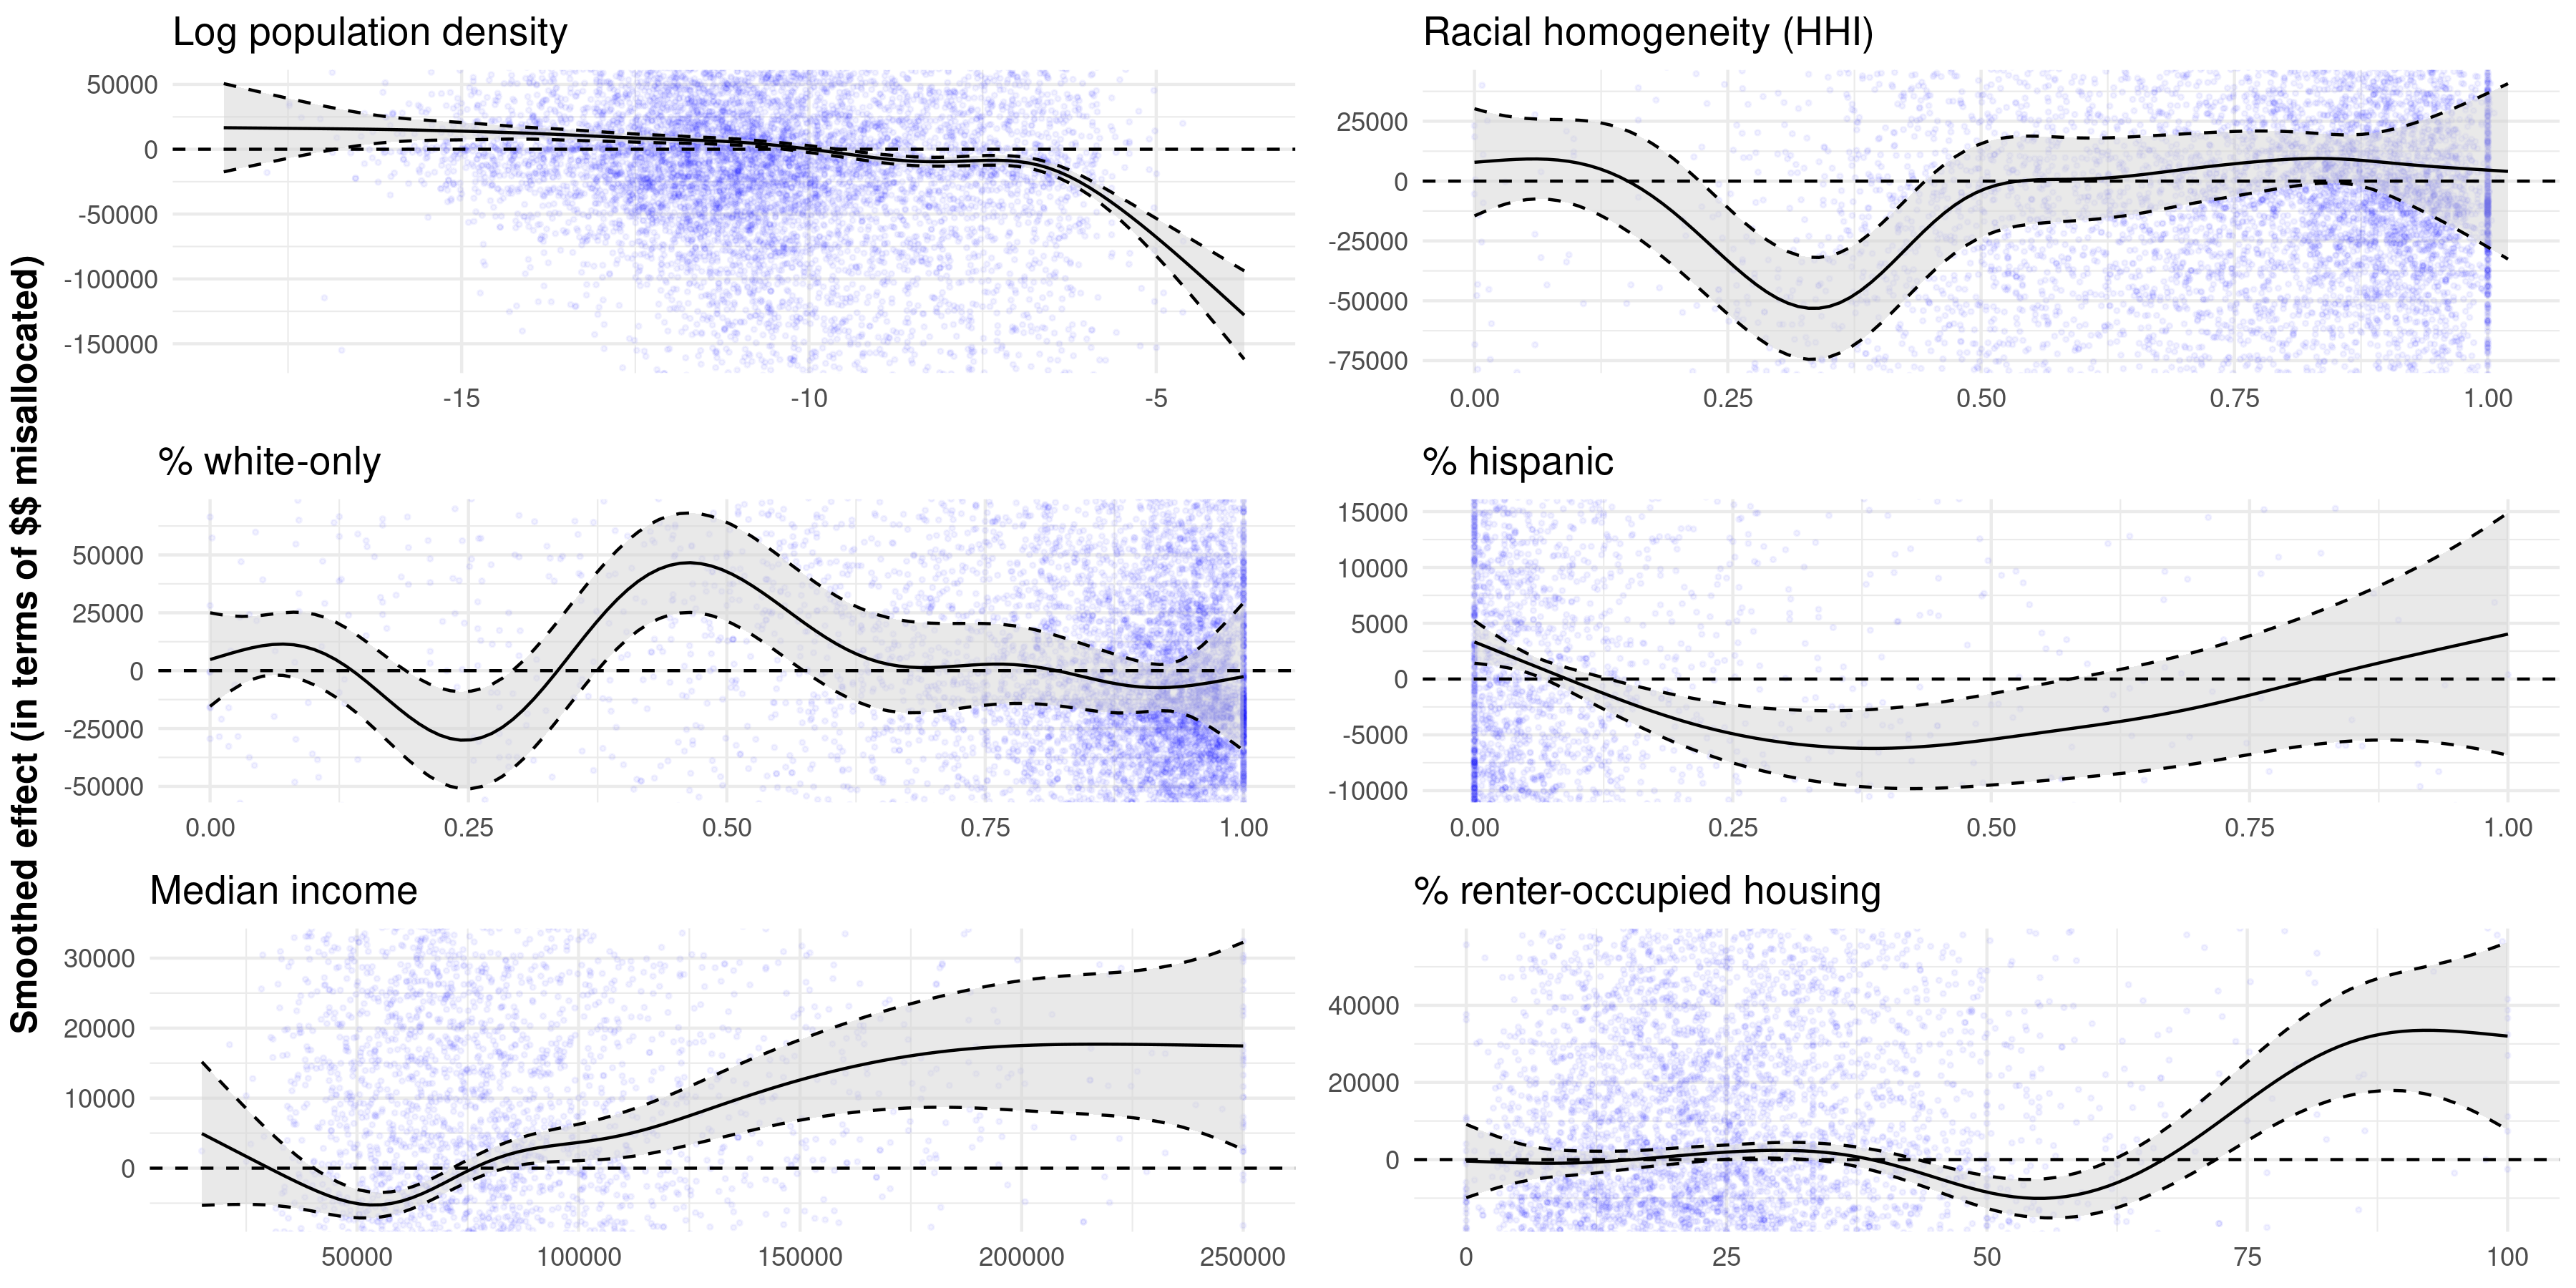 Smoothed effect (in terms of $$ misallocated)
Log population density
50000
0
-50000
-100000
-150000
-15 -10 -5
Racial homogeneity (HHI)
25000
0
-25000
-50000
-75000
0.00 0.25 0.50 0.75 1.00
% white-only
50000
25000
0
-25000
-50000
0.00 0.25 0.50 0.75 1.00
% hispanic
15000
10000
5000
0
-5000
-10000
0.00 0.25 0.50 0.75 1.00
Median income
30000
20000
10000
0
50000 100000 150000 200000 250000
% renter-occupied housing
40000
20000
0
0 25 50 75 100